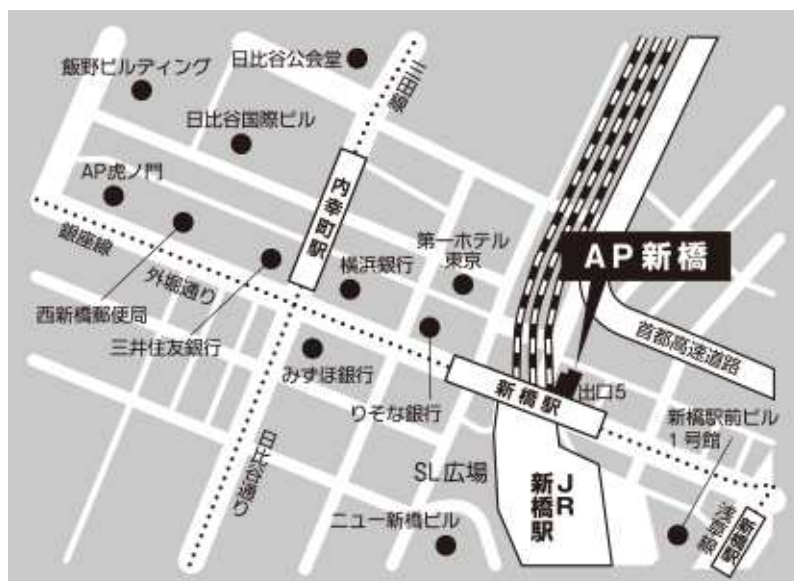 飯野ビルディング
日比谷公会堂
三田線
日比谷国際ビル
AP虎ノ門
内幸町駅
銀座線
外堀通り
横浜銀行
第一ホテル
東京
AP新橋
西新橋郵便局
三井住友銀行
みずほ銀行
りそな銀行
新橋駅
出口5
首都高速道路
新橋駅前ビル
1号館
日比谷通り
SL広場
JR
新橋駅
ニュー新橋ビル
浅草線
新橋駅